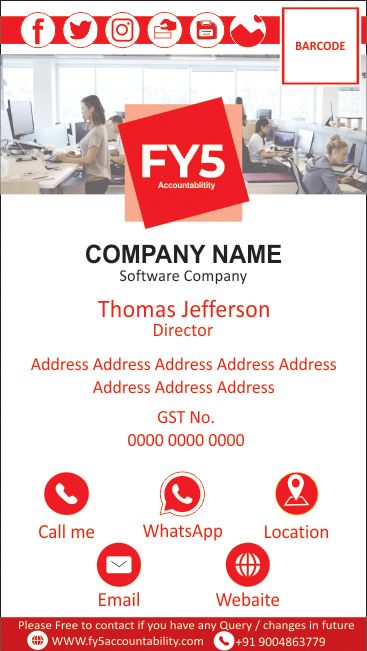 BARCODE
FY5
Accountablitity
COMPANY NAME
Software Company
Thomas Jefferson
Director
Address Address Address Address Address
Address Address Address
GST No.
0000 0000 0000
Call me
WhatsApp
Location
Email
Webaite
Please Free to contact if you have any Query / changes in future
WWW.fy5accountability.com
+91 9004863779